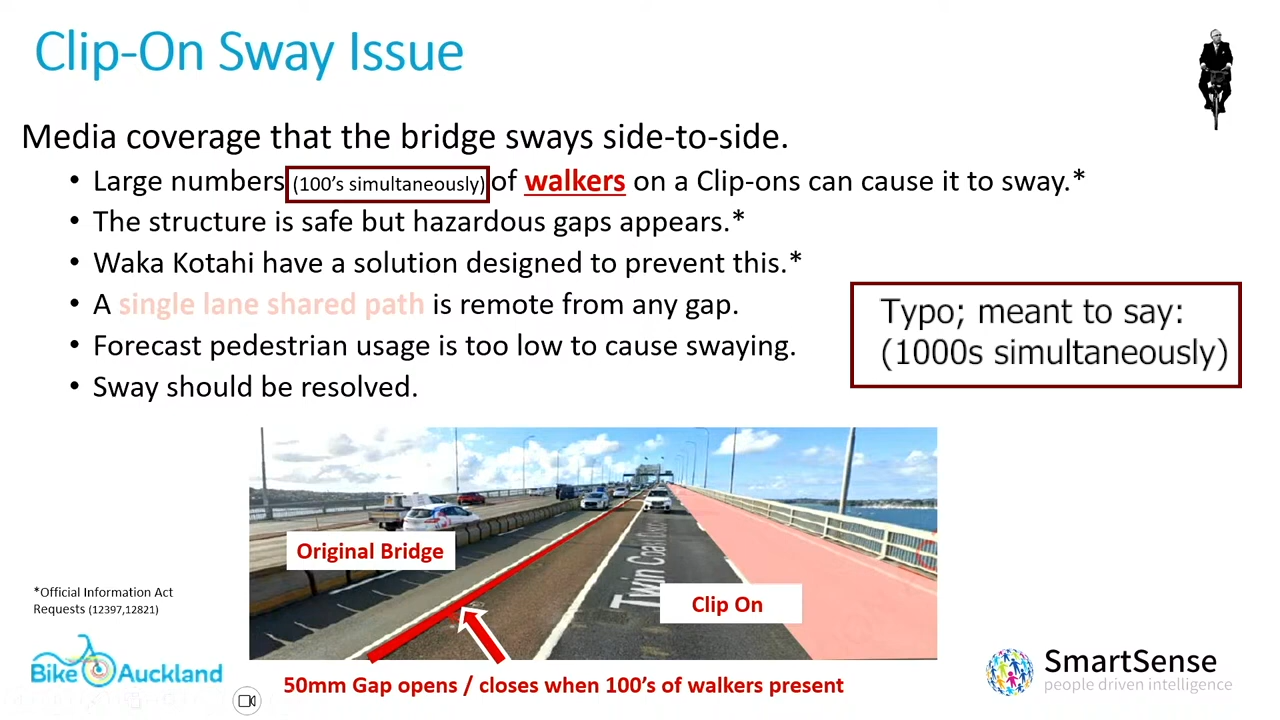 Clip-On Sway Issue
Media coverage that the bridge sways side-to-side.
• Large numbers (100's simultaneously) of walkers on a Clip-ons can cause it to sway.*
• The structure is safe but hazardous gaps appears.*
• Waka Kotahi have a solution designed to prevent this.*
• A single lane shared path is remote from any gap.
• Forecast pedestrian usage is too low to cause swaying.
• Sway should be resolved.
Typo; meant to say:
(1000s simultaneously)
Original Bridge
Twin Coast
Clip On
*Official Information Act
Requests (12397,12821)
Bike Auckland
50mm Gap opens / closes when 100's of walkers present
SmartSense
people driven intelligence